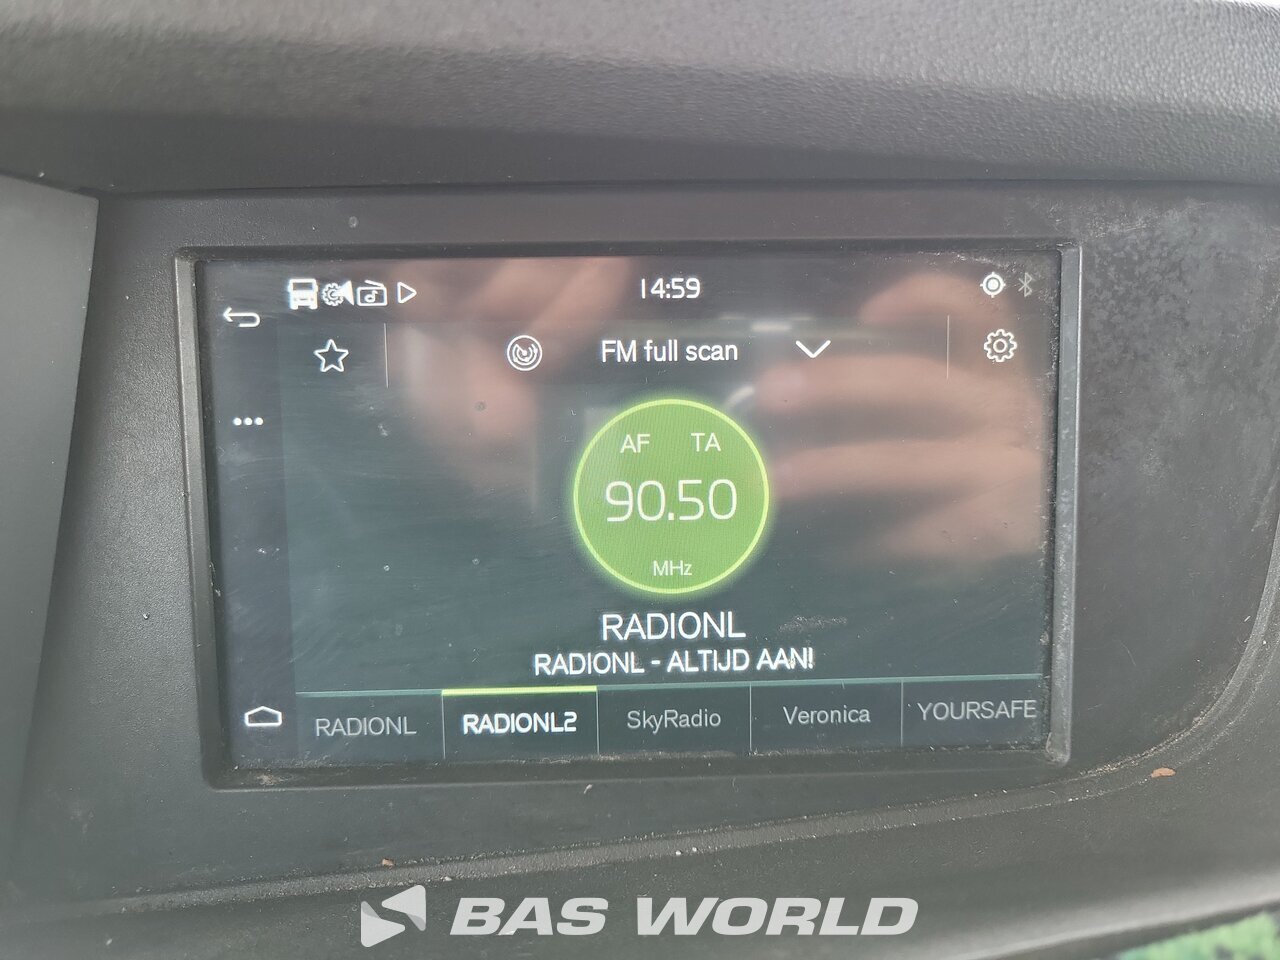 14:59
FM full scan
AF TA
90.50
MHz
RADIONL
RADIONL - ALTIJD AAN!
RADIONL RADIONL2 SkyRadio Veronica YOURSAFE
BAS WORLD